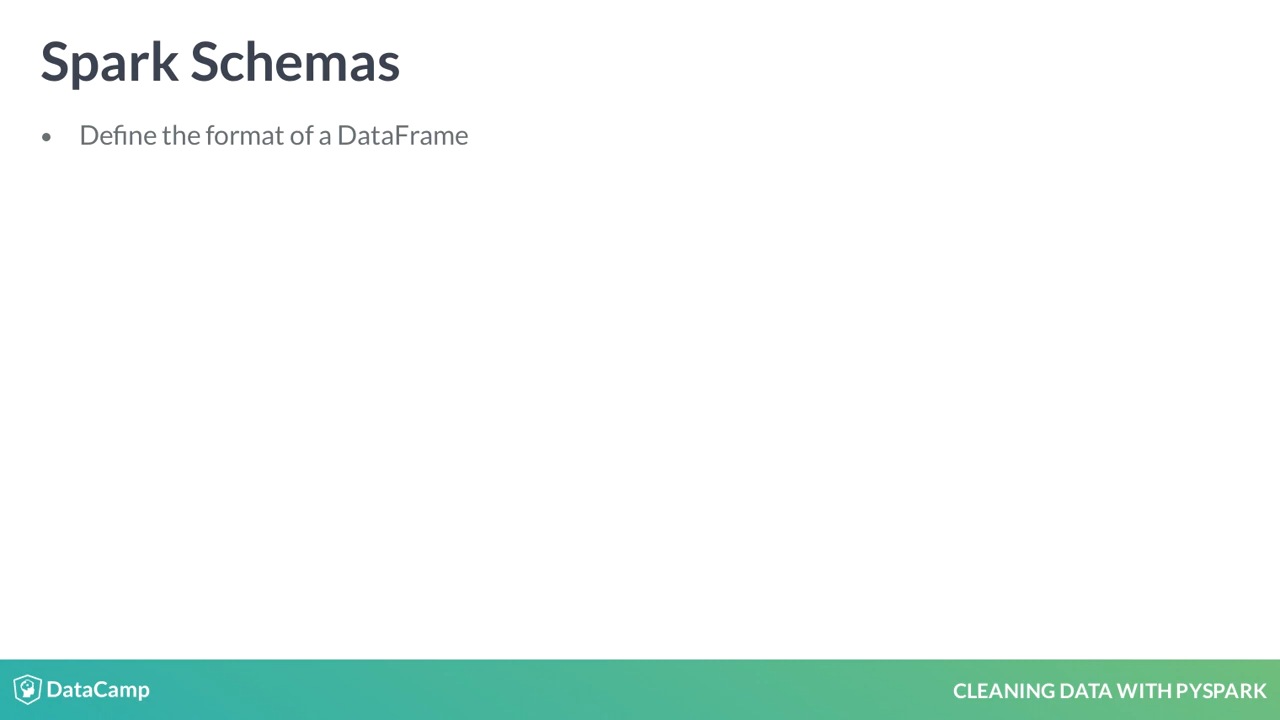 Spark Schemas
• Define the format of a DataFrame
DataCamp
CLEANING DATA WITH PYSPARK